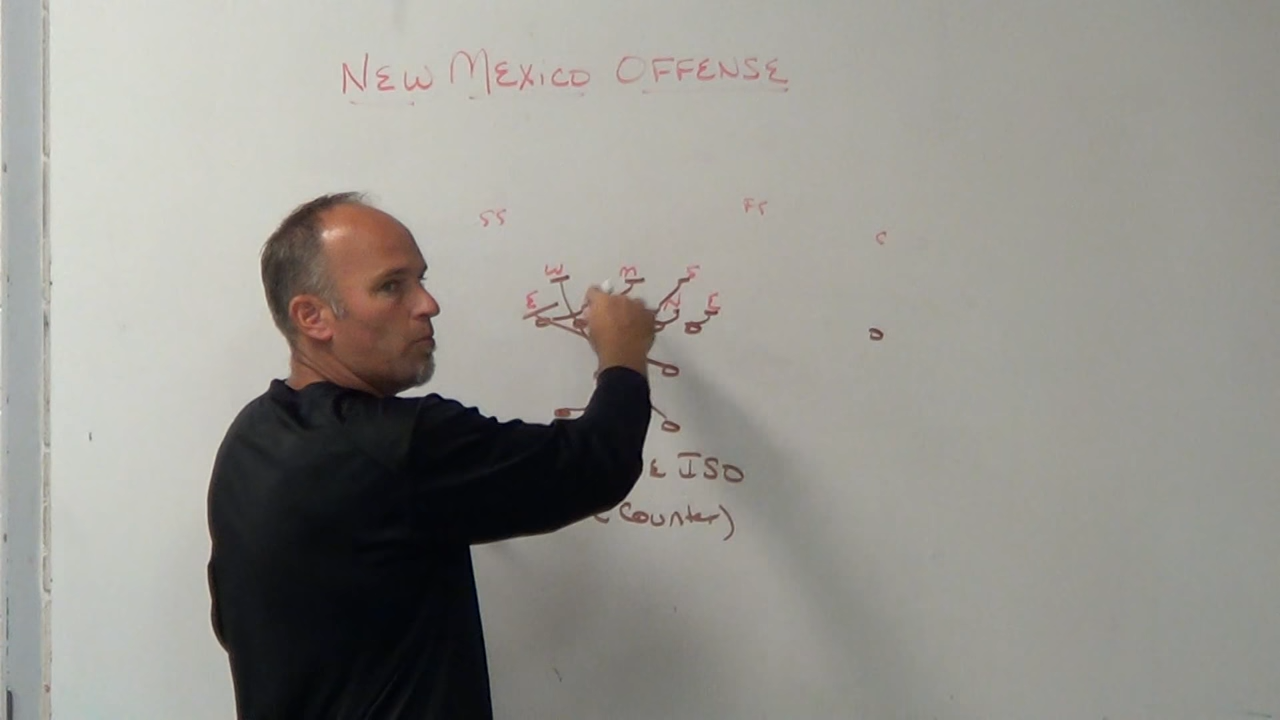 NEW MEXICO OFFENSE
SS FS
C
W M S
E N E
ISO
Counter)